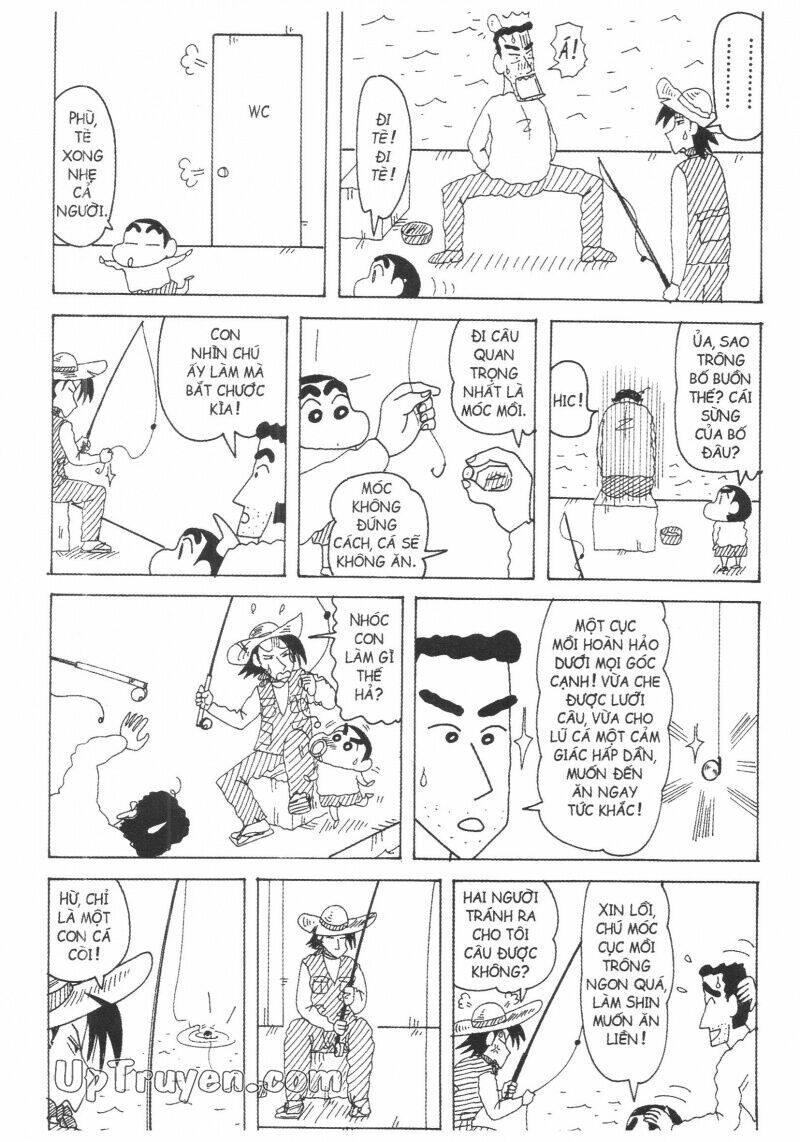 PHÙ,
TÈ
XONG
NHẸ
CẢ
NGƯỜI.
WC
ĐI
TÈ!
ĐI
TÈ!
Á!
..........
CON
NHÌN CHÚ
ẤY LÀM MÀ
BẮT CHƯỚC
KÌA!
ĐI CÂU
QUAN
TRỌNG
NHẤT LÀ
MÓC MỒI.
MÓC
KHÔNG
ĐÚNG
CÁCH, CÁ SẼ
KHÔNG ĂN.
HIC!
ỦA, SAO
TRÔNG
BỐ BUỒN
THẾ? CÁI
SỪNG
CỦA BỐ
ĐÂU?
NHÓC
CON
LÀM GÌ
THẾ
HẢ?
MỘT CỤC
MỒI HOÀN HẢO
DƯỚI MỌI GÓC
CẠNH! VỪA CHE
ĐƯỢC LƯỠI
CÂU, VỪA CHO
LŨ CÁ MỘT CẢM
GIÁC HẤP DẪN,
MUỐN ĐẾN
ĂN NGAY
TỨC KHẮC!
HỪ, CHỈ
LÀ MỘT
CON CÁ
CÒI!
HAI NGƯỜI
TRÁNH RA
CHO TÔI
CÂU ĐƯỢC
KHÔNG?
XIN LỖI,
CHÚ MÓC
CỤC MỒI
TRÔNG
NGON QUÁ,
LÀM SHIN
MUỐN ĂN
LIỀN!
UpTruyen.com